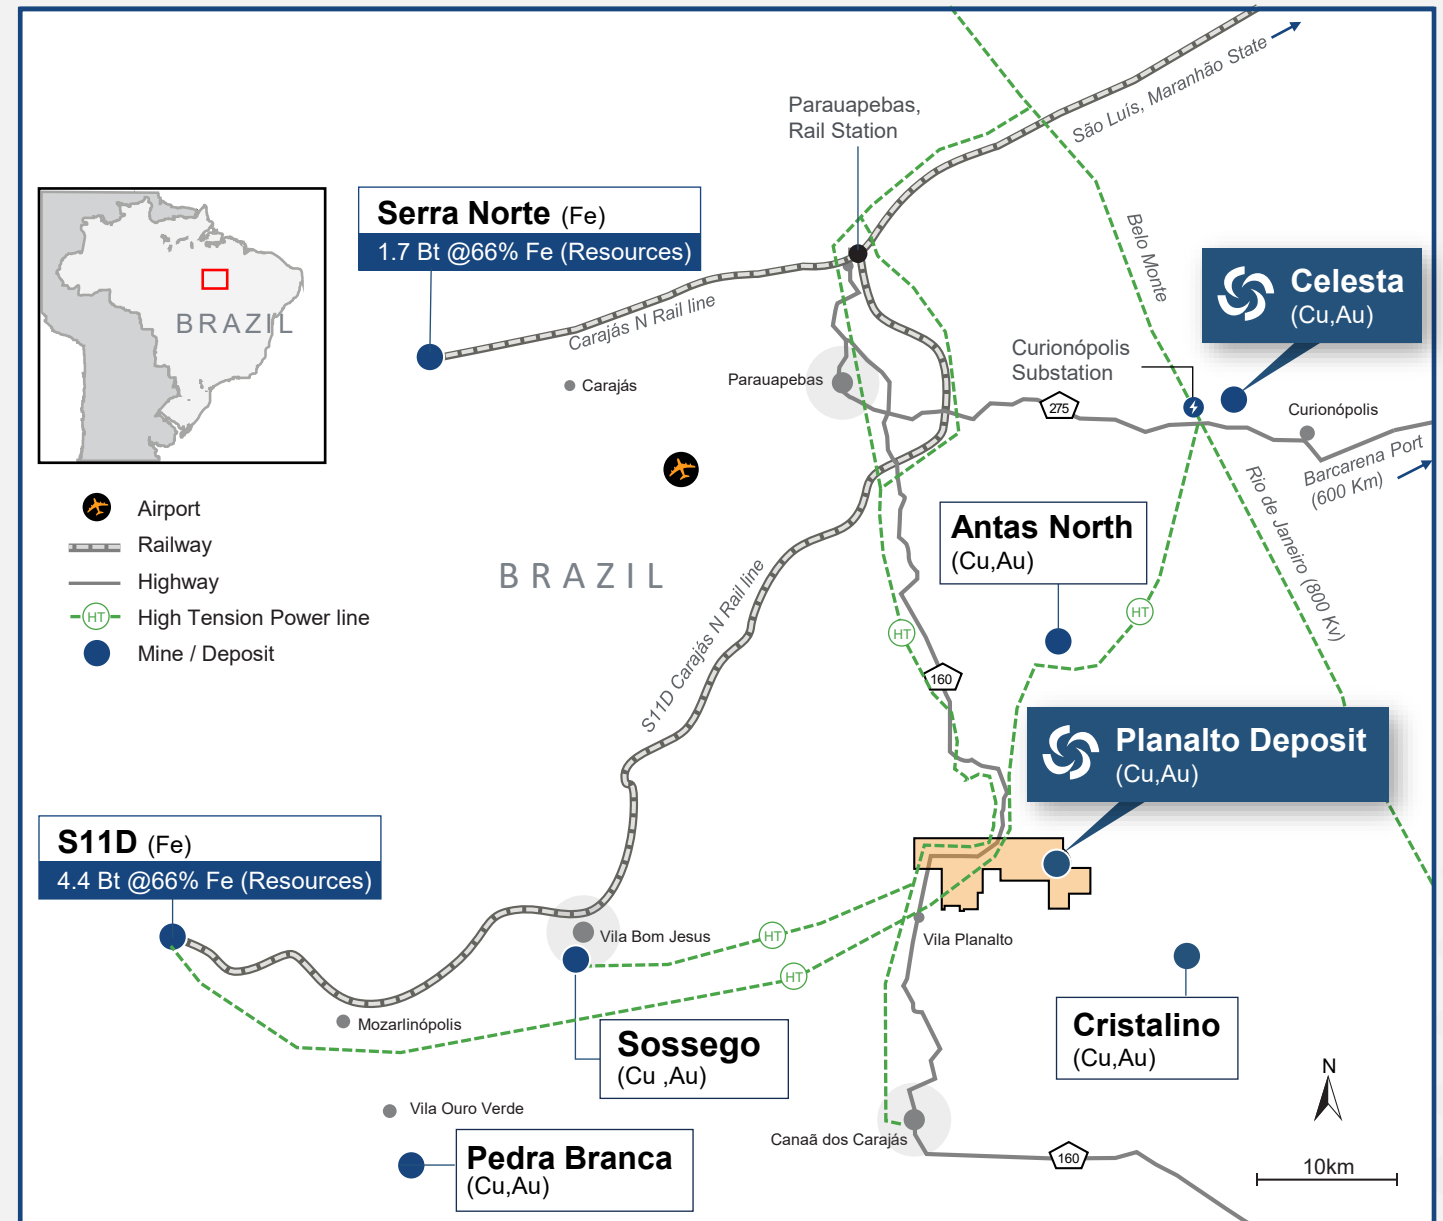 São Luís, Maranhão State
Parauapebas,
Rail Station
Serra Norte (Fe)
1.7 Bt @66% Fe (Resources)
BRAZIL
Belo Monte
Celesta
(Cu,Au)
Carajás N Rail line
Curionópolis
Substation
Carajás
Parauapebas
275
Curionópolis
Barcarena Port
(600 Km)
Rio de Janeiro (800 Kv)
Airport
Railway
Highway
HT
High Tension Power line
Mine / Deposit
BRAZIL
Antas North
(Cu,Au)
S11D Carajás N Rail line
HT
HT
160
Planalto Deposit
(Cu,Au)
S11D (Fe)
4.4 Bt @66% Fe (Resources)
Vila Bom Jesus
HT
HT
Vila Planalto
Mozarlinópolis
Sossego
(Cu ,Au)
Cristalino
(Cu,Au)
Vila Ouro Verde
Canaã dos Carajás
Pedra Branca
(Cu,Au)
160
N
10km